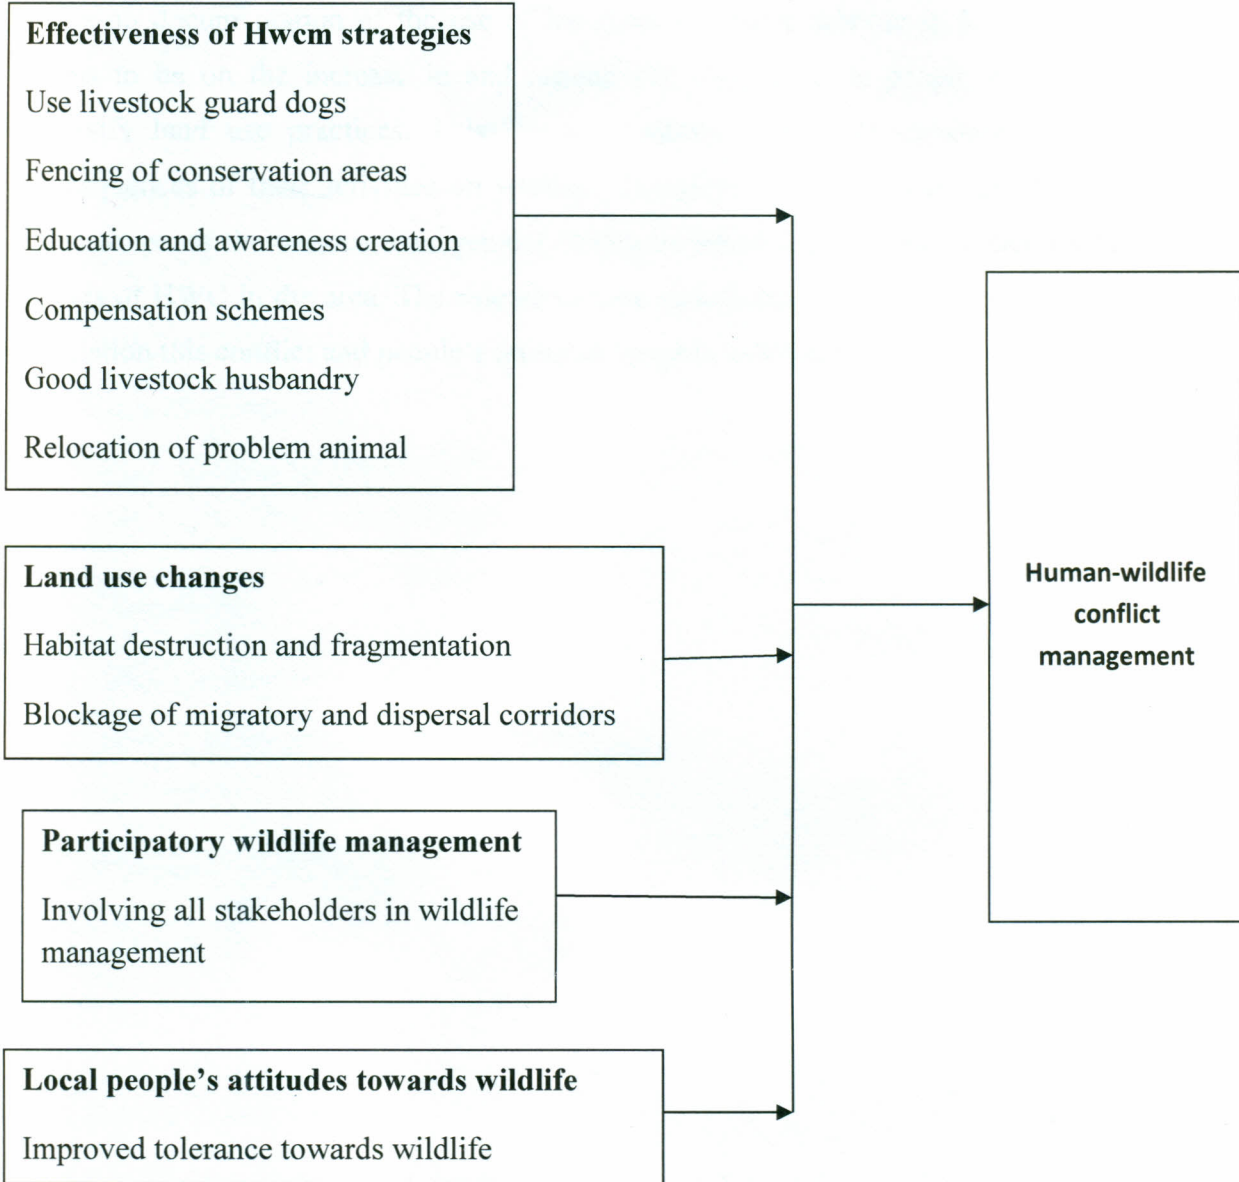 Effectiveness of Hwcm strategies
Use livestock guard dogs
Fencing of conservation areas
Education and awareness creation
Compensation schemes
Good livestock husbandry
Relocation of problem animal
Land use changes
Habitat destruction and fragmentation
Blockage of migratory and dispersal corridors
Participatory wildlife management
Involving all stakeholders in wildlife
management
Local people’s attitudes towards wildlife
Improved tolerance towards wildlife
Human-wildlife
conflict
management